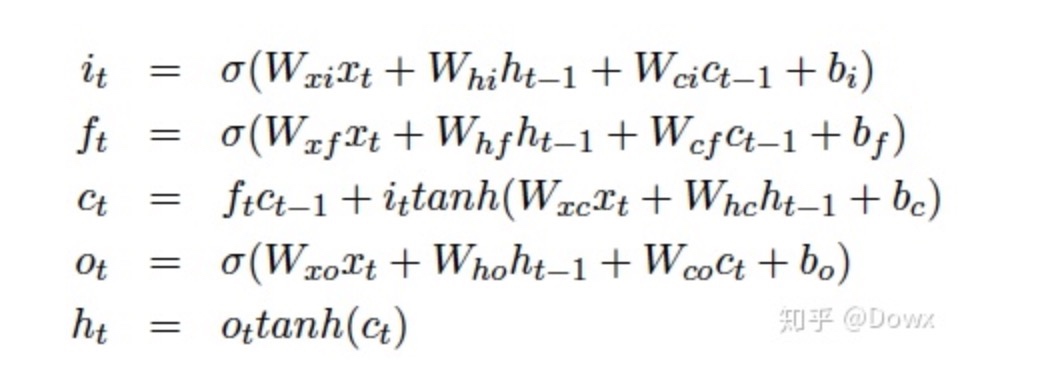 i_t = σ(W_{xi}x_t + W_{hi}h_{t−1} + W_{ci}c_{t−1} + b_i)
f_t = σ(W_{xf}x_t + W_{hf}h_{t−1} + W_{cf}c_{t−1} + b_f)
c_t = f_tc_{t−1} + i_ttanh(W_{xc}x_t + W_{hc}h_{t−1} + b_c)
o_t = σ(W_{xo}x_t + W_{ho}h_{t−1} + W_{co}c_t + b_o)
h_t = o_ttanh(c_t)
知乎 @Dowx